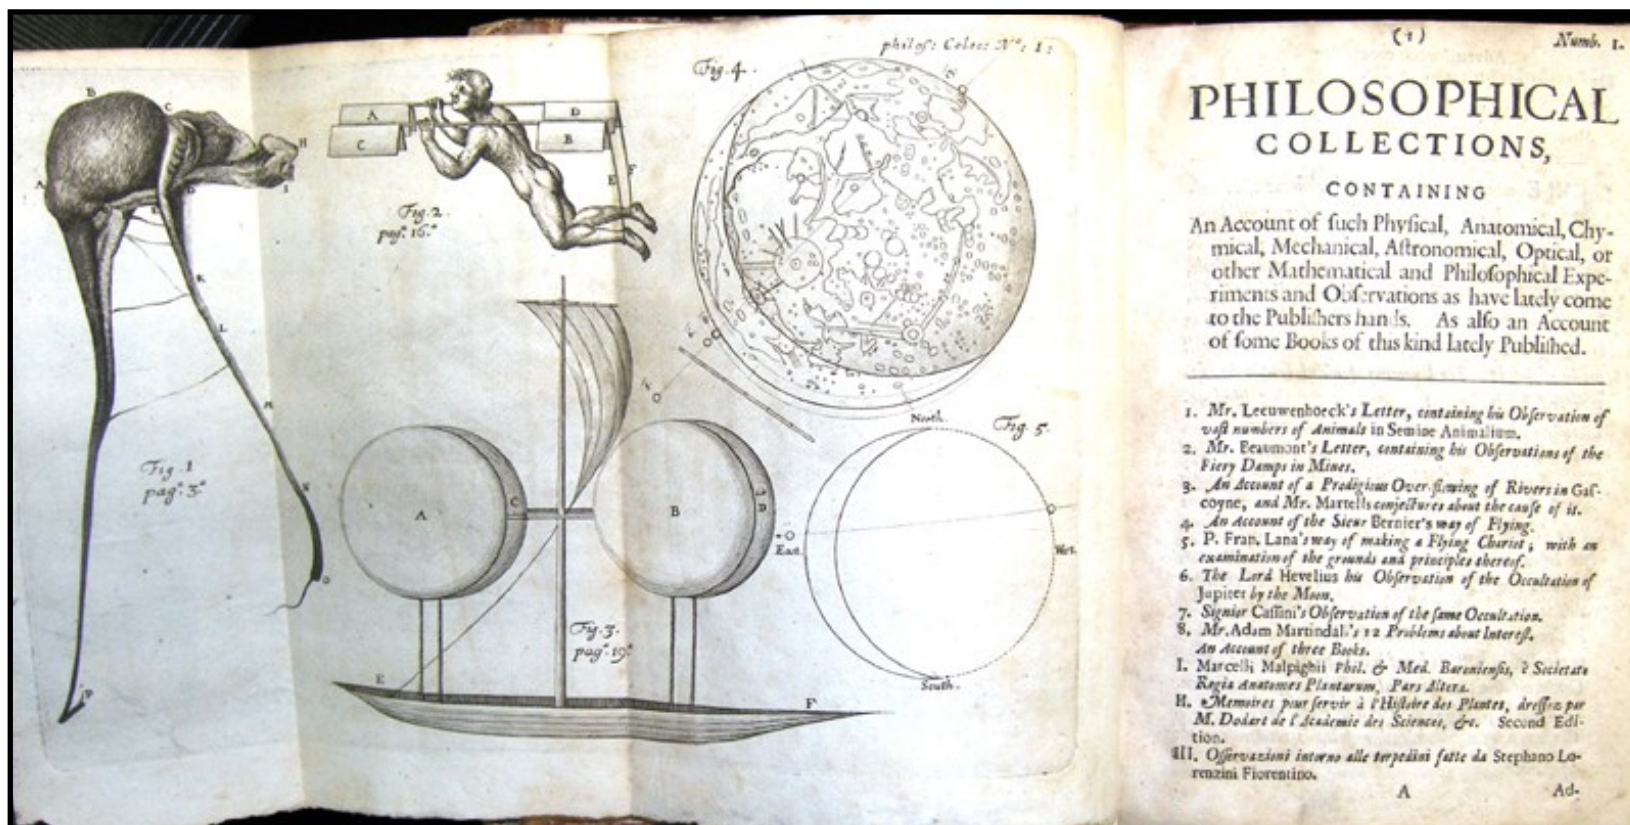 philos: Colec: Nº: 1:
B
C
H
A
D
I
E
K
L
M
N
O
P
Fig. 1
pag.ª 3.ª
A
D
C
B
E
F
Fig. 2.
pag.ª 16.ª
Fig. 4.
C
A
B
D
E
F
Fig. 3.
pag.ª 19.ª
North.
Fig. 5.
East.
West.
South.
(1)
Numb. 1.
PHILOSOPHICAL
COLLECTIONS,
CONTAINING
An Account of ſuch Phyſical, Anatomical, Chy-
mical, Mechanical, Aſtronomical, Optical, or
other Mathematical and Philoſophical Expe-
riments and Obſervations as have lately come
to the Publiſhers hands. As alſo an Account
of ſome Books of this kind lately Publiſhed.
1. Mr. Leeuwenhoeck's Letter, containing his Obſervation of
vaſt numbers of Animals in Semine Animalium.
2. Mr. Beaumont's Letter, containing his Obſervations of the
Fiery Damps in Mines.
3. An Account of a Prodigious Over-flowing of Rivers in Gaſ-
coyne, and Mr. Martells conjectures about the cauſe of it.
4. An Account of the Sieur Bernier's way of Flying.
5. P. Fran. Lana's way of making a Flying Chariot; with an
examination of the grounds and principles thereof.
6. The Lord Hevelius his Obſervation of the Occultation of
Jupiter by the Moon.
7. Signior Caſſini's Obſervation of the ſame Occultation.
8. Mr. Adam Martindal's 12 Problems about Intereſt.
An Account of three Books.
I. Marcelli Malpighii Phil. & Med. Bononienſis, è Societate
Regia Anatomes Plantarum, Pars Altera.
II. Memoires pour ſervir à l'Hiſtoire des Plantes, dreſſez par
M. Dodart de l'Academie des Sciences, &c. Second Edi-
tion.
III. Oſſervazioni intorno alle torpedini fatte da Stephano Lo-
renzini Fiorentino.
A
Ad-